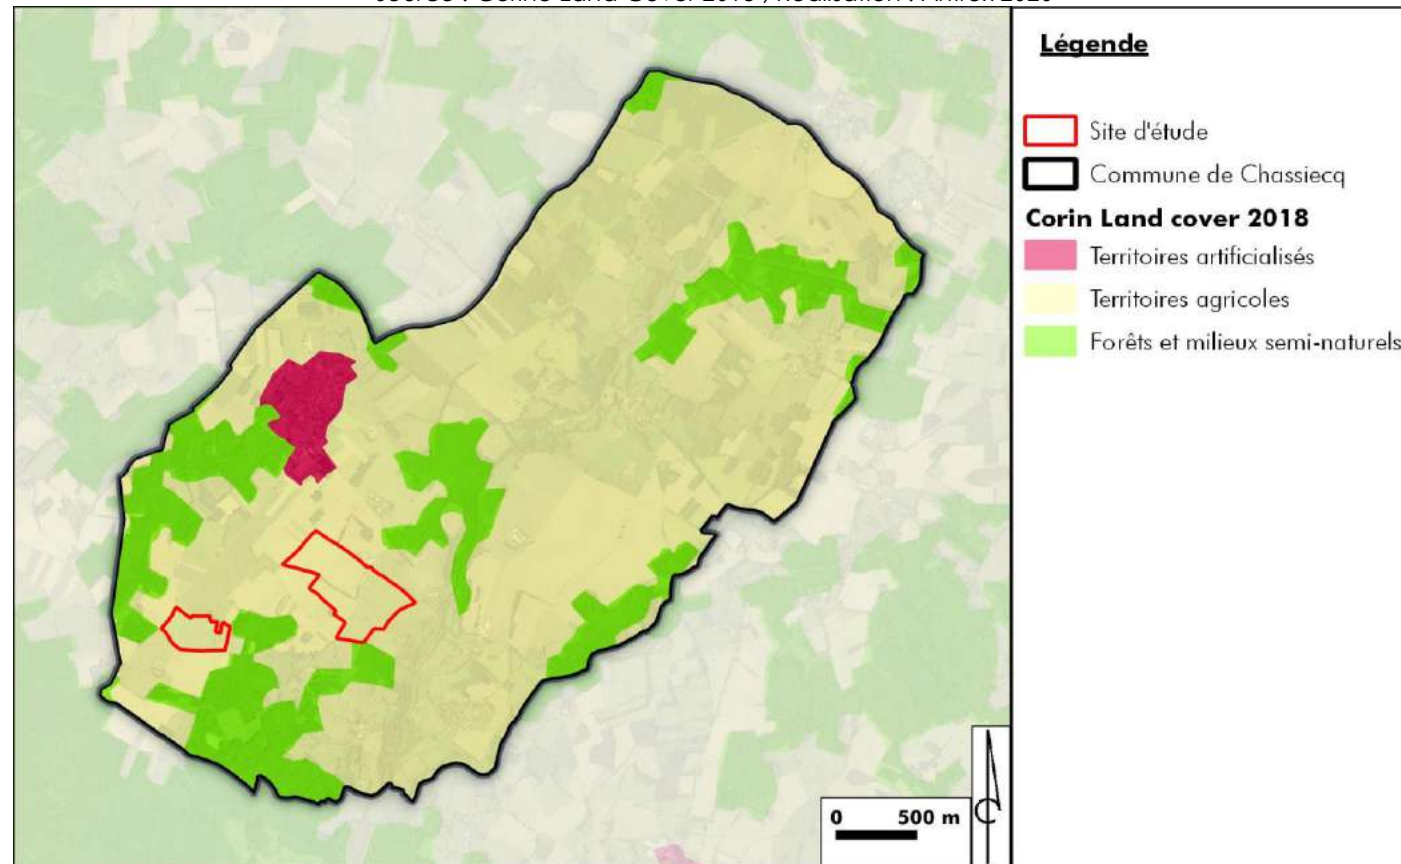 Légende
Site d'étude
Commune de Chassiecq
Corin Land cover 2018
Territoires artificialisés
Territoires agricoles
Forêts et milieux semi-naturels
0 500 m